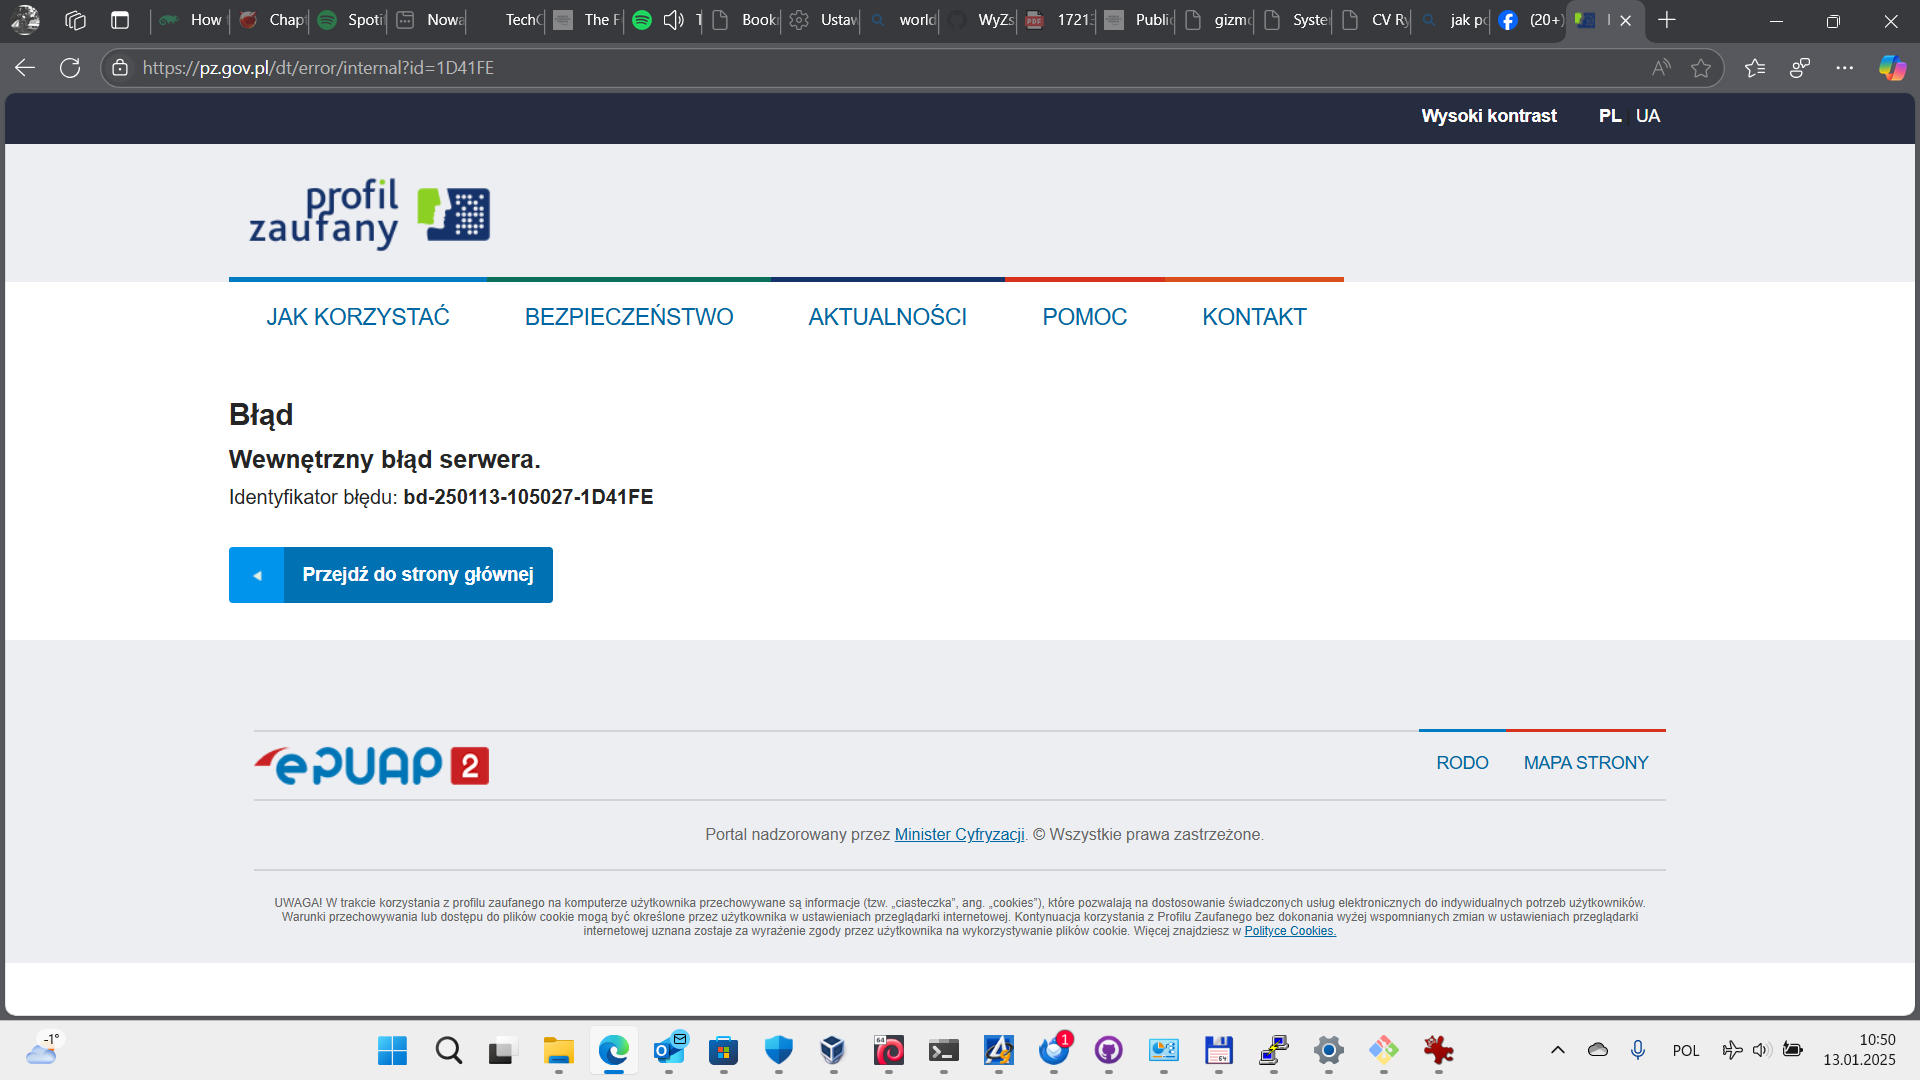 How
Chapt
Spotif
Nowa
TechC
The F
Book
Ustaw
world
WyZs
1721
Public
gizmo
Syste
CV Ry
jak po
(20+)
https://pz.gov.pl/dt/error/internal?id=1D41FE
Wysoki kontrast
PL | UA
profil
zaufany
JAK KORZYSTAĆ
BEZPIECZEŃSTWO
AKTUALNOŚCI
POMOC
KONTAKT
Błąd
Wewnętrzny błąd serwera.
Identyfikator błędu: bd-250113-105027-1D41FE
Przejdź do strony głównej
ePUAP 2
RODO
MAPA STRONY
Portal nadzorowany przez Minister Cyfryzacji. © Wszystkie prawa zastrzeżone.
UWAGA! W trakcie korzystania z profilu zaufanego na komputerze użytkownika przechowywane są informacje (tzw. „ciasteczka”, ang. „cookies”), które pozwalają na dostosowanie świadczonych usług elektronicznych do indywidualnych potrzeb użytkowników.
Warunki przechowywania lub dostępu do plików cookie mogą być określone przez użytkownika w ustawieniach przeglądarki internetowej. Kontynuacja korzystania z Profilu Zaufanego bez dokonania wyżej wspomnianych zmian w ustawieniach przeglądarki
internetowej uznana zostaje za wyrażenie zgody przez użytkownika na wykorzystywanie plików cookie. Więcej znajdziesz w Polityce Cookies.
-1°
1
POL
10:50
13.01.2025